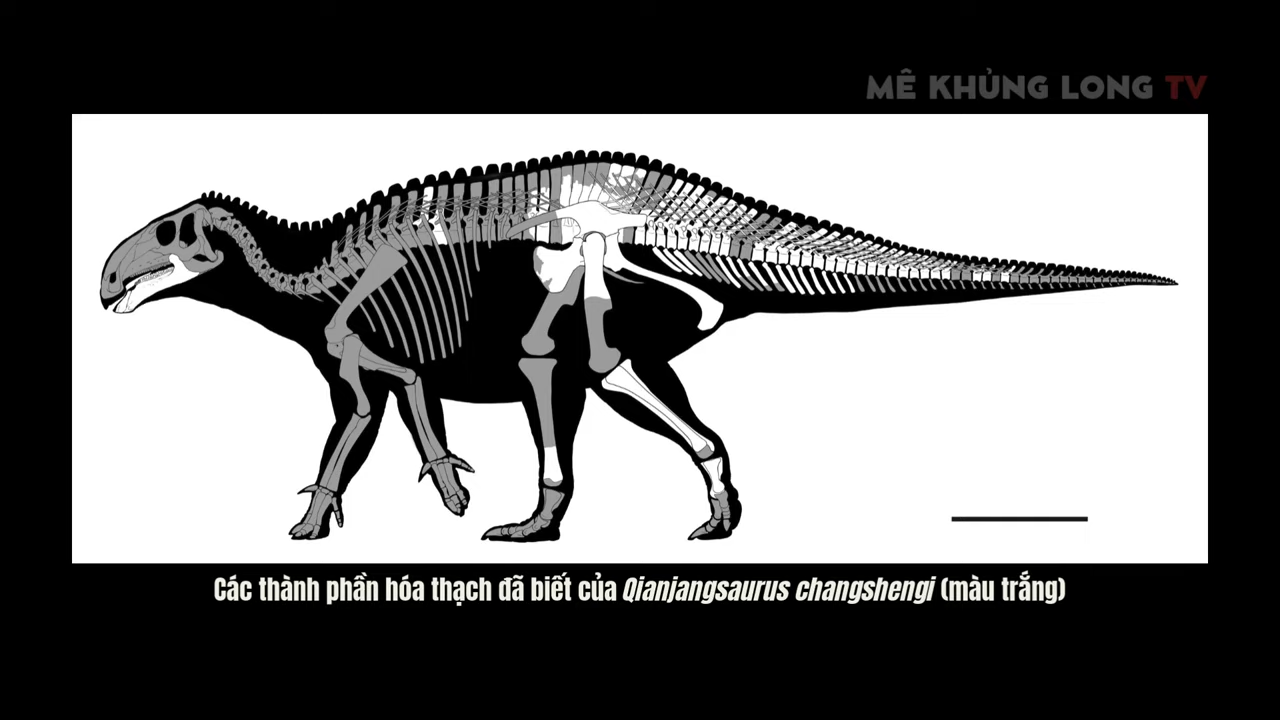 MÊ KHỦNG LONG TV
Các thành phần hóa thạch đã biết của Qianjangsaurus changshengi (màu trắng)